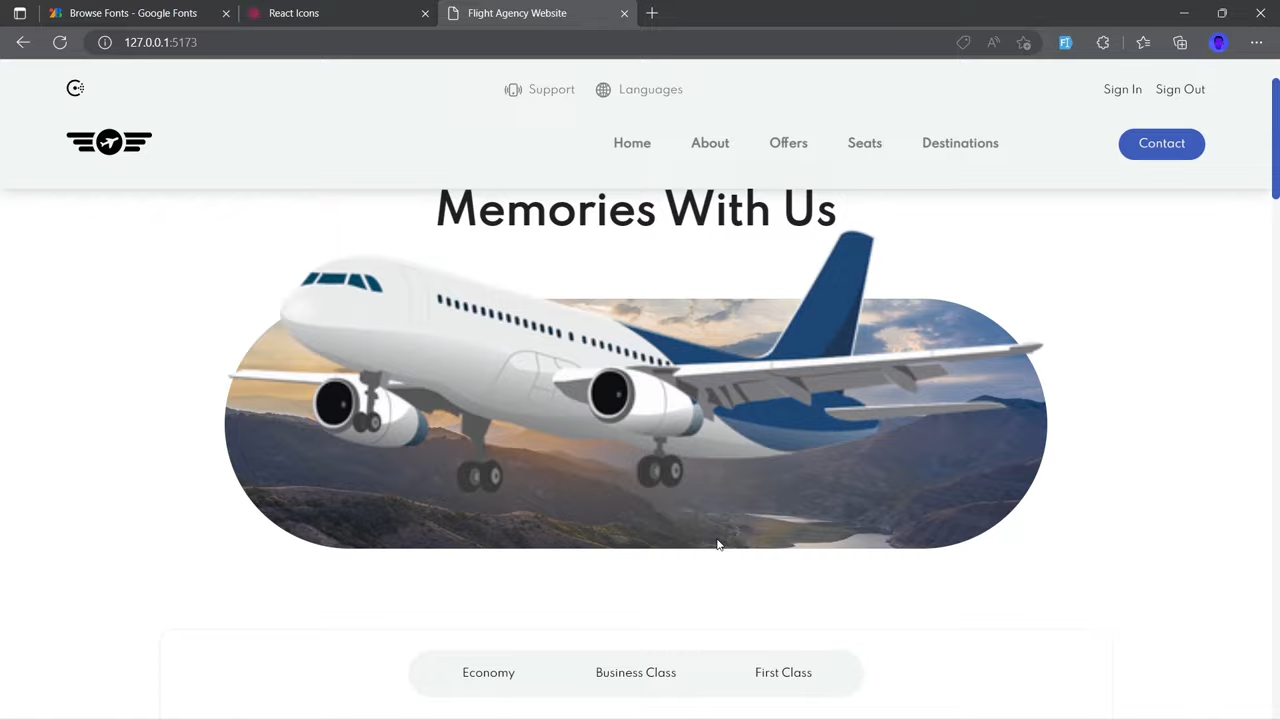 Browse Fonts - Google Fonts
React Icons
Flight Agency Website
127.0.0.1:5173
Support
Languages
Sign In
Sign Out
Home
About
Offers
Seats
Destinations
Contact
Memories With Us
Economy
Business Class
First Class